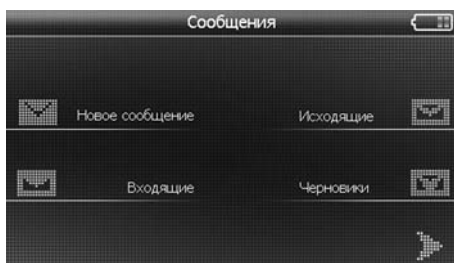 Сообщения
Новое сообщение
Исходящие
Входящие
Черновики